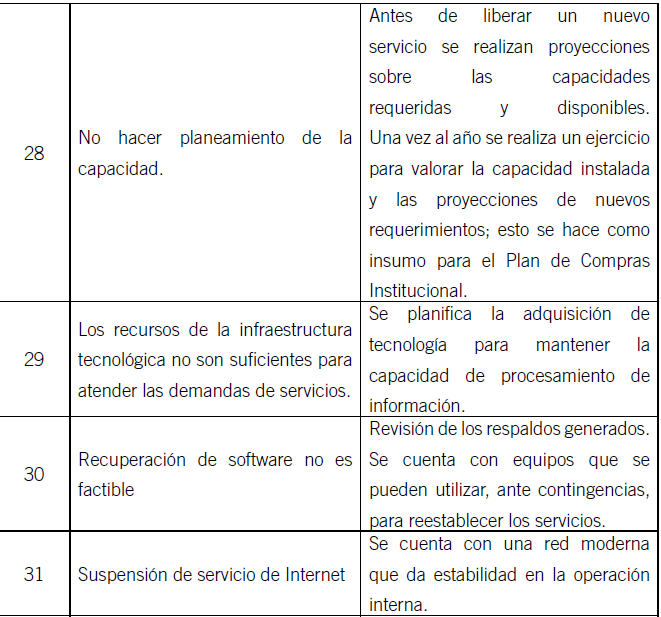 28
No hacer planeamiento de la
capacidad.
Antes de liberar un nuevo
servicio se realizan proyecciones
sobre las capacidades
requeridas y disponibles.
Una vez al año se realiza un ejercicio
para valorar la capacidad instalada
y las proyecciones de nuevos
requerimientos; esto se hace como
insumo para el Plan de Compras
Institucional.
29
Los recursos de la infraestructura
tecnológica no son suficientes para
atender las demandas de servicios.
Se planifica la adquisición de
tecnología para mantener la
capacidad de procesamiento de
información.
30
Recuperación de software no es
factible
Revisión de los respaldos generados.
Se cuenta con equipos que se
pueden utilizar, ante contingencias,
para reestablecer los servicios.
31
Suspensión de servicio de Internet
Se cuenta con una red moderna
que da estabilidad en la operación
interna.